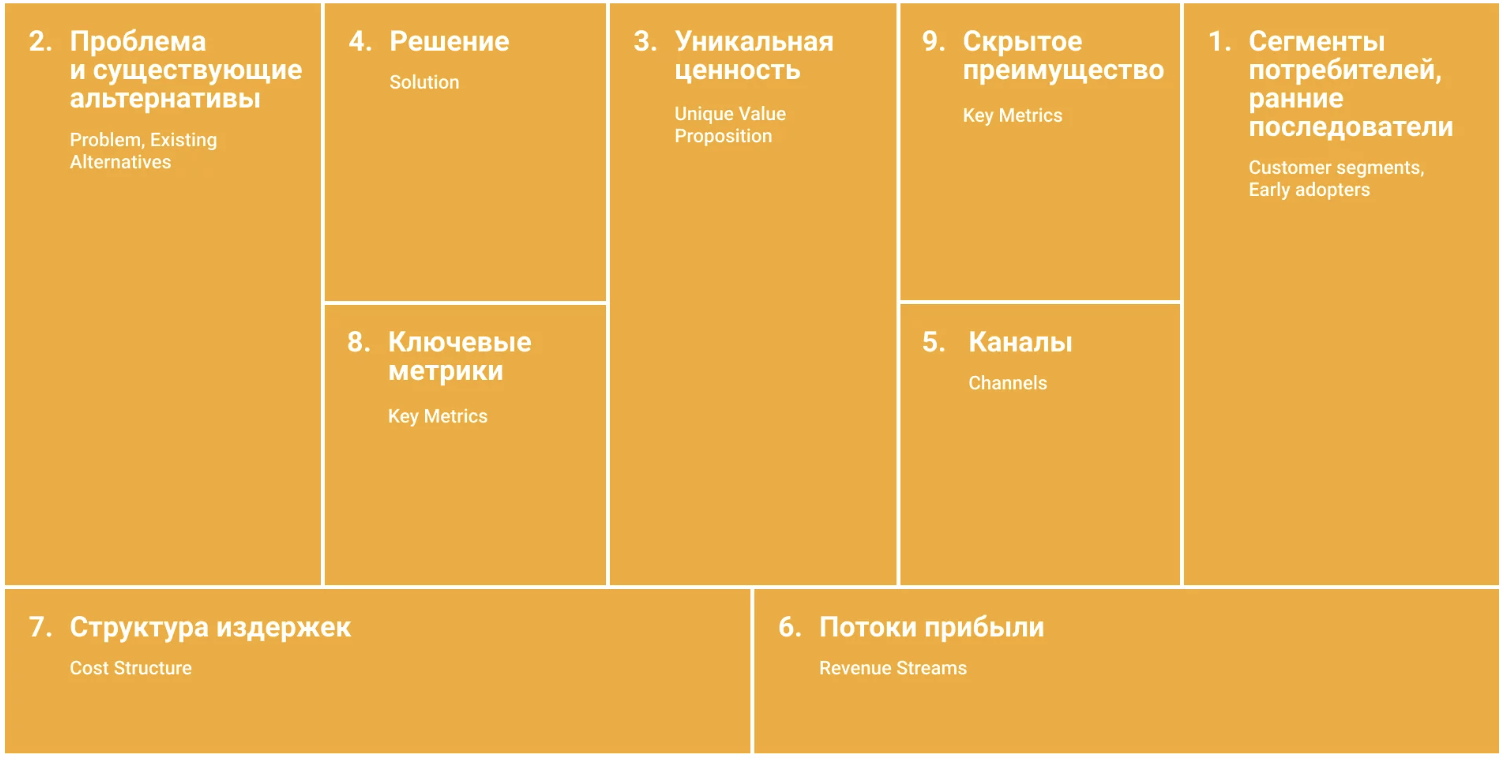 2. Проблема
и существующие
альтернативы
Problem, Existing
Alternatives
4. Решение
Solution
8. Ключевые
метрики
Key Metrics
3. Уникальная
ценность
Unique Value
Proposition
9. Скрытое
преимущество
Key Metrics
5. Каналы
Channels
1. Сегменты
потребителей,
ранние
последователи
Customer segments,
Early adopters
7. Структура издержек
Cost Structure
6. Потоки прибыли
Revenue Streams